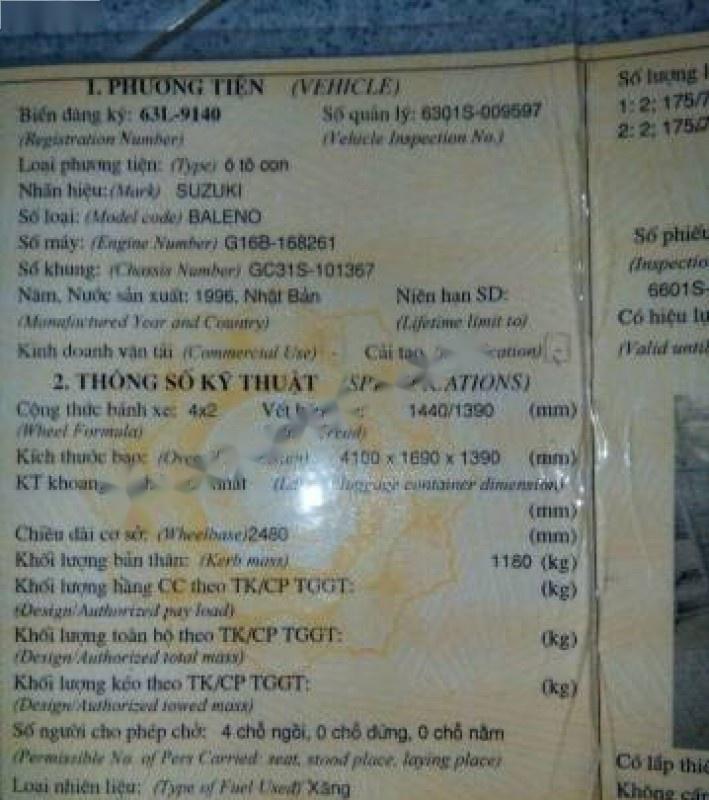 1. PHƯƠNG TIỆN (VEHICLE)
Biển đăng ký: 63L-9140 Số quản lý: 6301S-009597
(Registration Number) (Vehicle Inspection No.)
Loại phương tiện: (Type) ô tô con
Nhãn hiệu: (Mark) SUZUKI
Số loại: (Model code) BALENO
Số máy: (Engine Number) G16B-168261
Số khung: (Chassis Number) GC31S-101367
Năm, Nước sản xuất: 1996, Nhật Bản Niên hạn SD:
(Manufactured Year and Country) (Lifetime limit to)
Kinh doanh vận tải (Commercial Use) - Cải tạo
2. THÔNG SỐ KỸ THUẬT
Công thức bánh xe: 4x2 Vết 1440/1390 (mm)
(Wheel Formula)
Kích thước bao: 4100 x 1690 x 1390 (mm)
KT luggage container dimension)
(mm)
Chiều dài cơ sở: (Wheelbase) 2480 (mm)
Khối lượng bản thân: (Kerb mass) 1180 (kg)
Khối lượng hàng CC theo TK/CP TGGT: (kg)
(Design/Authorized pay load)
Khối lượng toàn bộ theo TK/CP TGGT: (kg)
(Design/Authorized total mass)
Khối lượng kéo theo TK/CP TGGT: (kg)
(Design/Authorized towed mass)
Số người cho phép chở: 4 chỗ ngồi, 0 chỗ đứng, 0 chỗ nằm
(Permissible No. of Pers Carried: seat, stood place, laying place)
Loại nhiên liệu: (Type of Fuel Used) Xăng
Số lượng
1: 2; 175/7
2: 2; 175/7
Số phiếu
6601S-
Có hiệu
(Valid until
Có lắp
Không